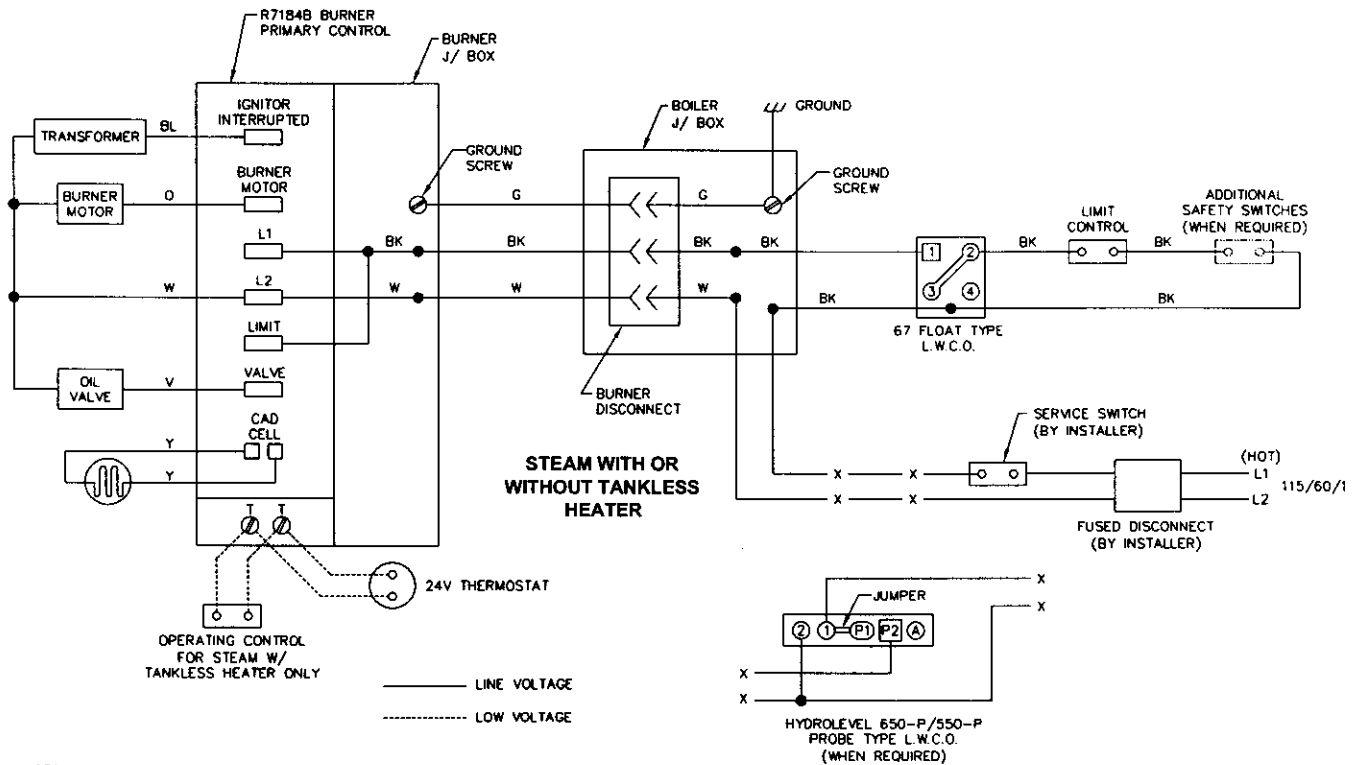 R7184B BURNER
PRIMARY CONTROL
BURNER
J/ BOX
IGNITOR
INTERRUPTED
TRANSFORMER
BL
BURNER
MOTOR
BURNER
MOTOR
O
L1
L2
W
LIMIT
VALVE
OIL
VALVE
V
CAD
CELL
Y
Y
T T
GROUND
SCREW
BOILER
J/ BOX
GROUND
GROUND
SCREW
G
G
BK
BK
BK
BK
W
W
W
BK
LIMIT
CONTROL
ADDITIONAL
SAFETY SWITCHES
(WHEN REQUIRED)
BK
BK
BK
1 2
3 4
67 FLOAT TYPE
L.W.C.O.
BURNER
DISCONNECT
STEAM WITH OR
WITHOUT TANKLESS
HEATER
SERVICE SWITCH
(BY INSTALLER)
X X
X X
(HOT)
L1
L2
115/60/1
FUSED DISCONNECT
(BY INSTALLER)
24V THERMOSTAT
OPERATING CONTROL
FOR STEAM W/
TANKLESS HEATER ONLY
LINE VOLTAGE
LOW VOLTAGE
X
X
JUMPER
2 1 P1 P2 A
X
X
HYDROLEVEL 650-P/550-P
PROBE TYPE L.W.C.O.
(WHEN REQUIRED)